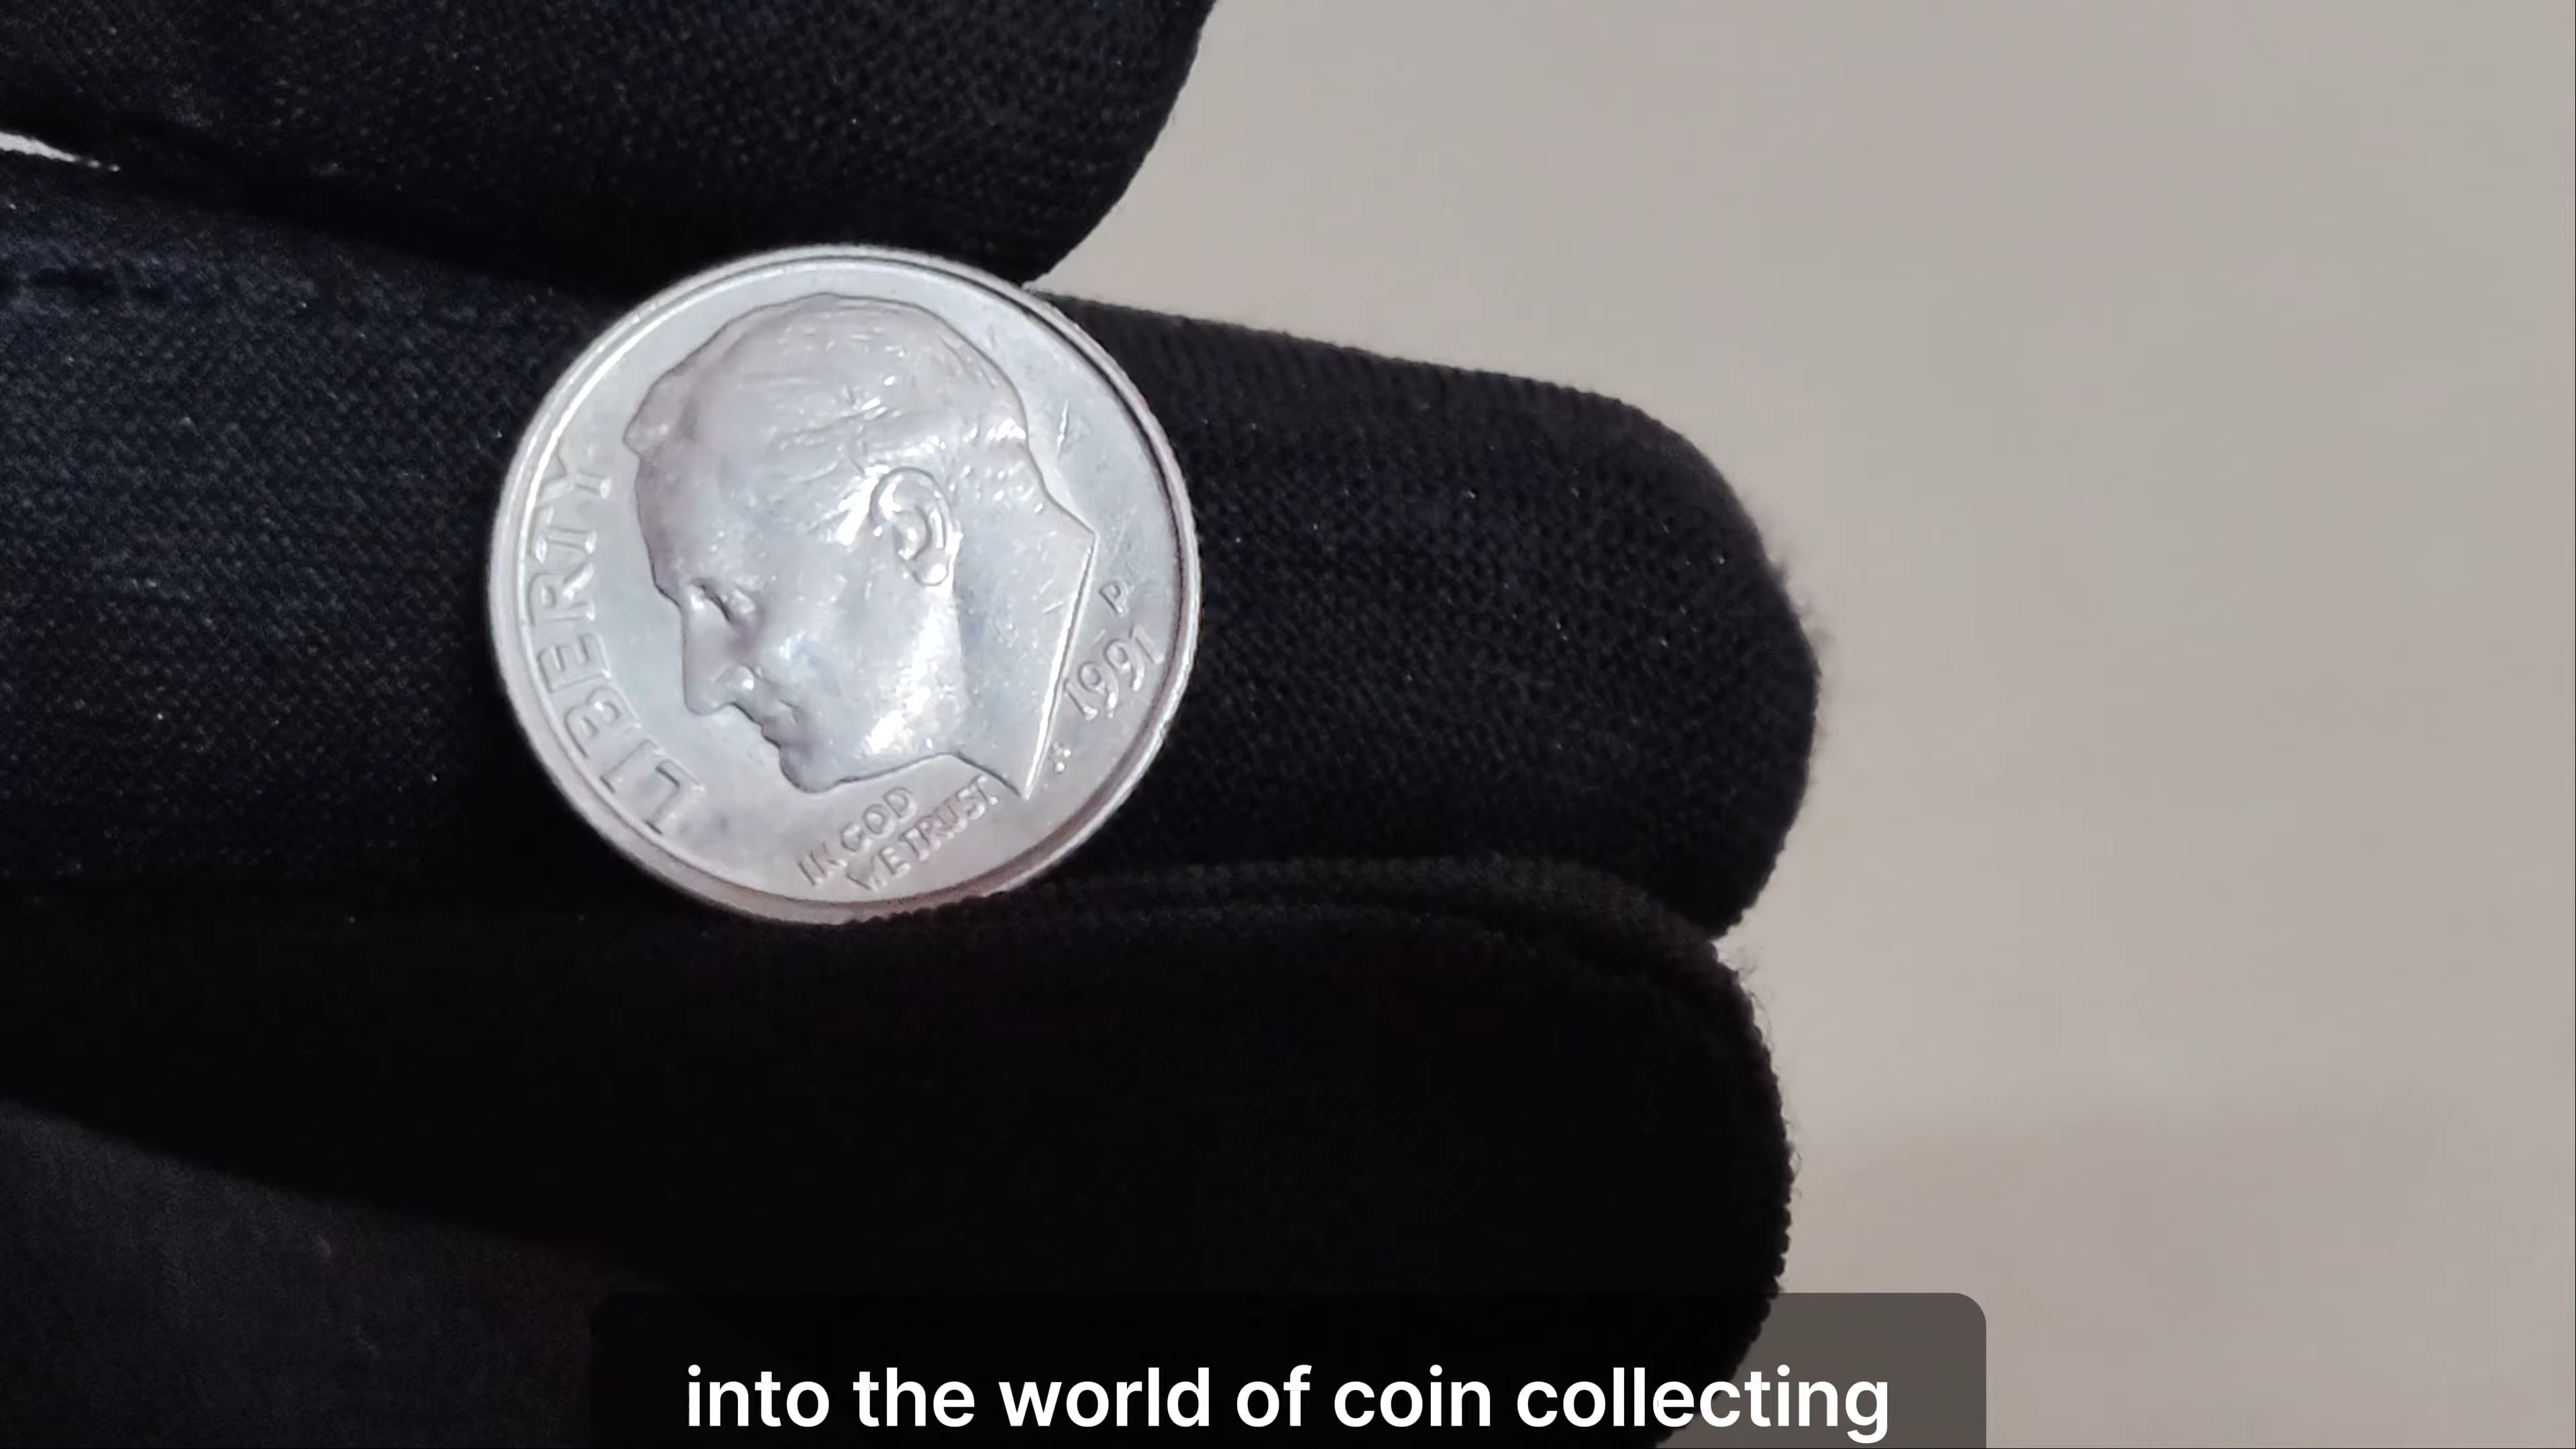 LIBERTY
IN GOD
WE TRUST
P
1991
into the world of coin collecting